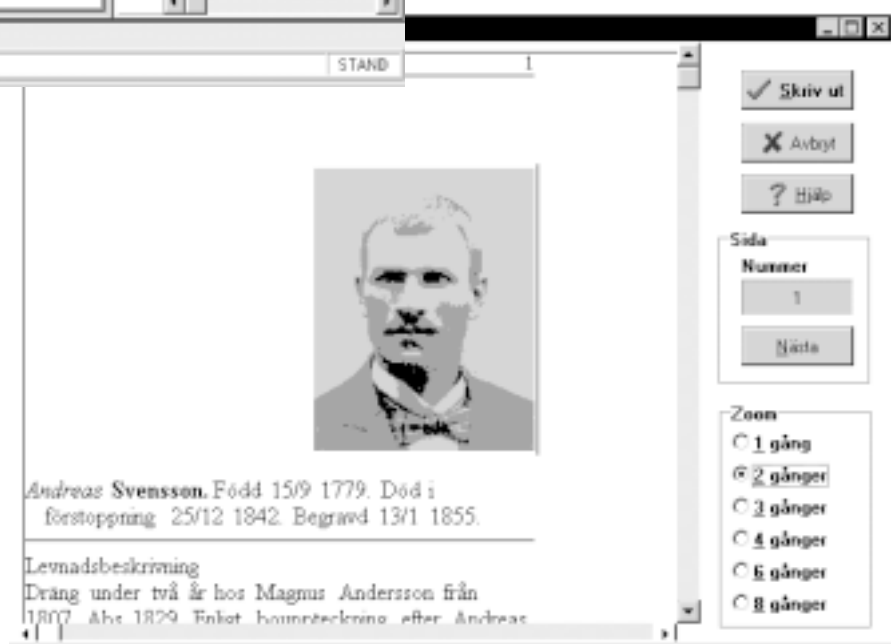 STAND
1
Andreas Svensson. Född 15/9 1779. Död i
förstoppning 25/12 1842. Begravd 13/1 1855.
Levnadsbeskrivning
Dräng under två år hos Magnus Andersson från
1807. Abs 1829. Enligt bouppteckning efter Andreas
Skriv ut
Avbryt
Hjälp
Sida
Nummer
1
Nästa
Zoom
1 gång
2 gånger
3 gånger
4 gånger
6 gånger
8 gånger